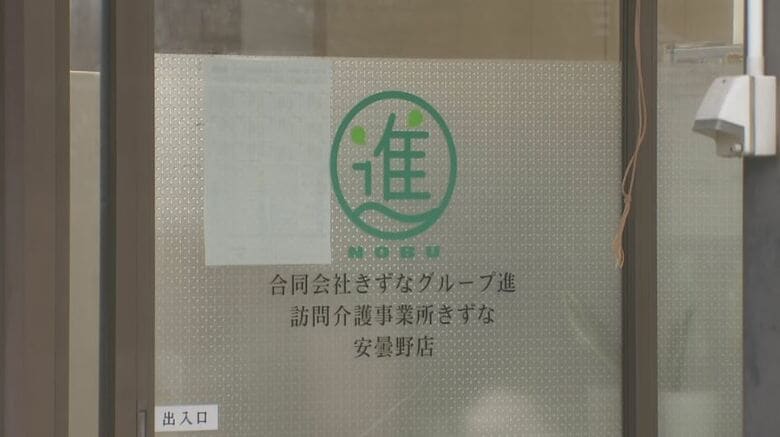 進
NOBU
合同会社きずなグループ進
訪問介護事業所きずな
安曇野店
出入口